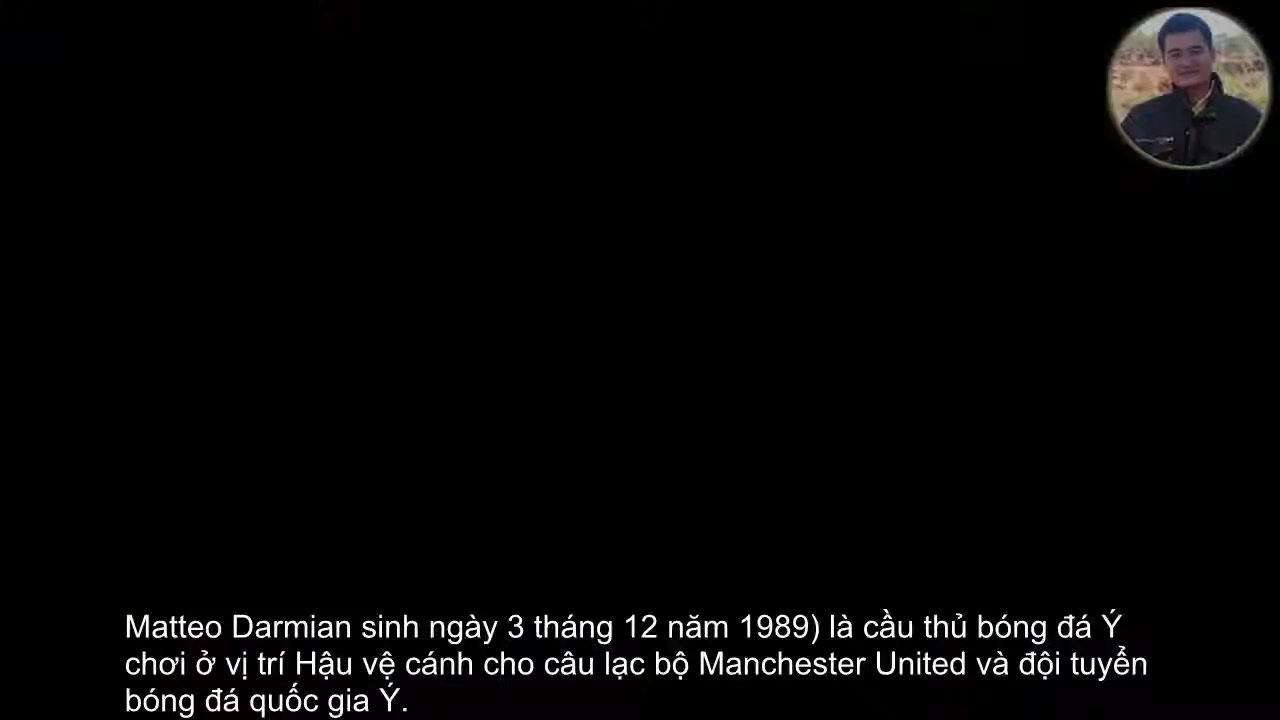 Matteo Darmian sinh ngày 3 tháng 12 năm 1989) là cầu thủ bóng đá Ý
chơi ở vị trí Hậu vệ cánh cho câu lạc bộ Manchester United và đội tuyển
bóng đá quốc gia Ý.